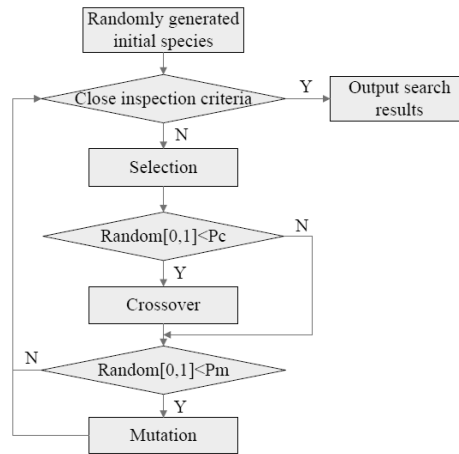 Randomly generated
initial species
Close inspection criteria
Y
Output search
results
N
Selection
Random[0,1]<Pc
N
Y
Crossover
N
Random[0,1]<Pm
Y
Mutation